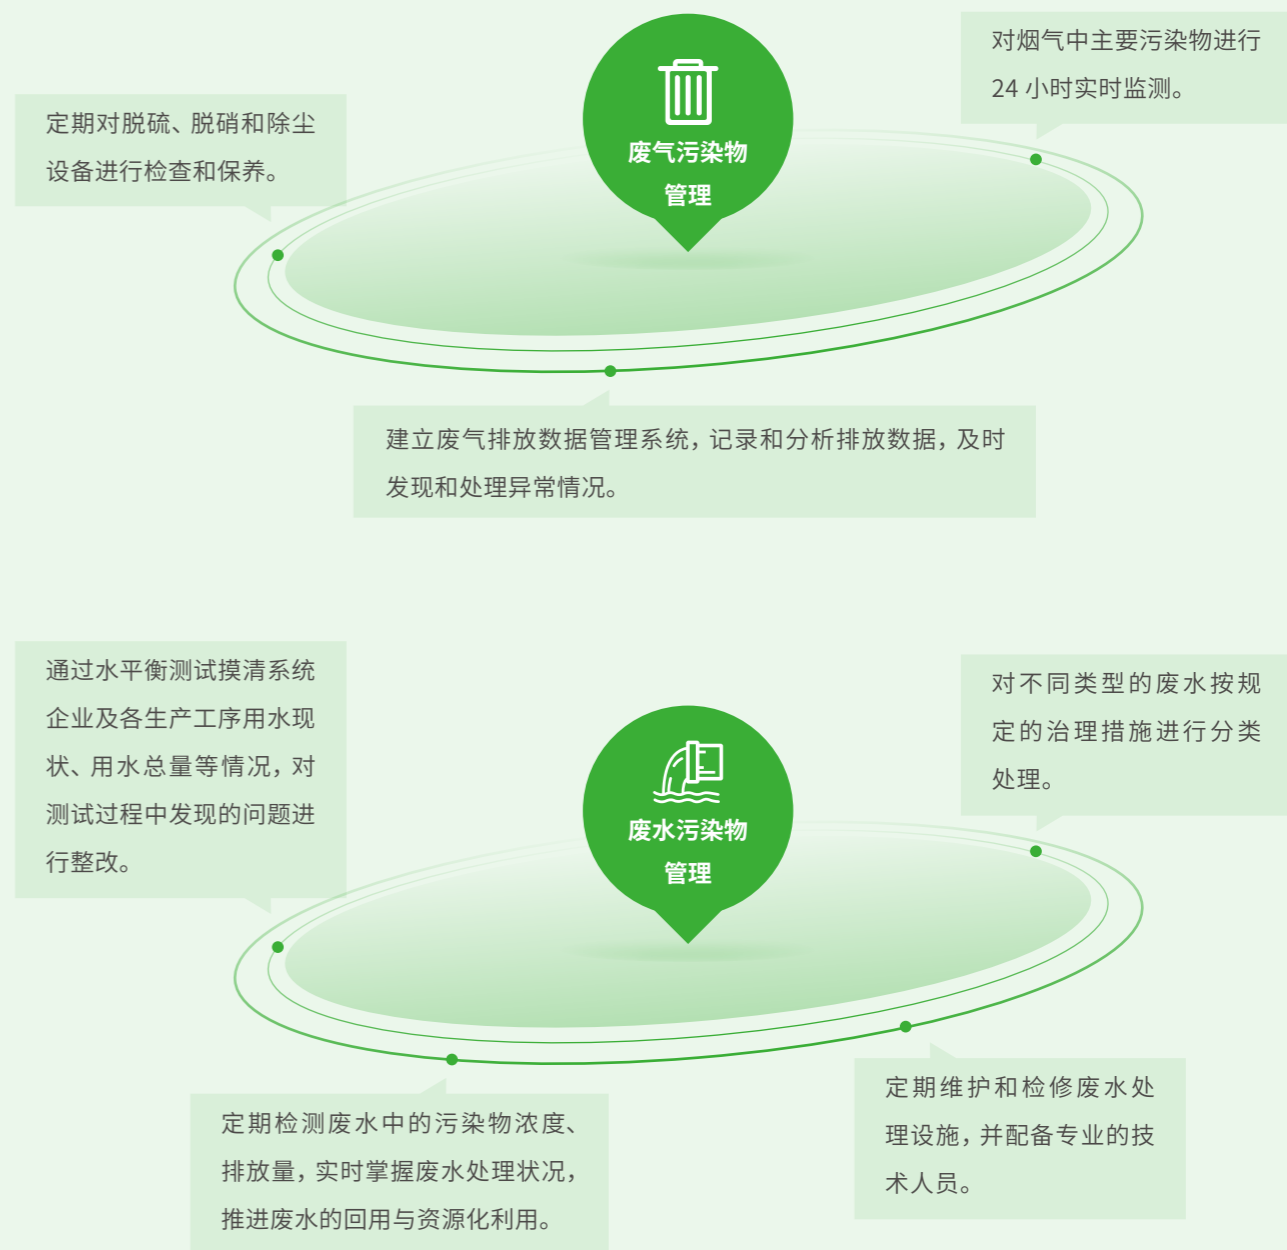 废气污染物
管理
定期对脱硫、脱硝和除尘
设备进行检查和保养。
对烟气中主要污染物进行
24 小时实时监测。
建立废气排放数据管理系统，记录和分析排放数据，及时
发现和处理异常情况。
废水污染物
管理
通过水平衡测试摸清系统
企业及各生产工序用水现
状、用水总量等情况，对
测试过程中发现的问题进
行整改。
对不同类型的废水按规
定的治理措施进行分类
处理。
定期检测废水中的污染物浓度、
排放量，实时掌握废水处理状况，
推进废水的回用与资源化利用。
定期维护和检修废水处
理设施，并配备专业的技
术人员。